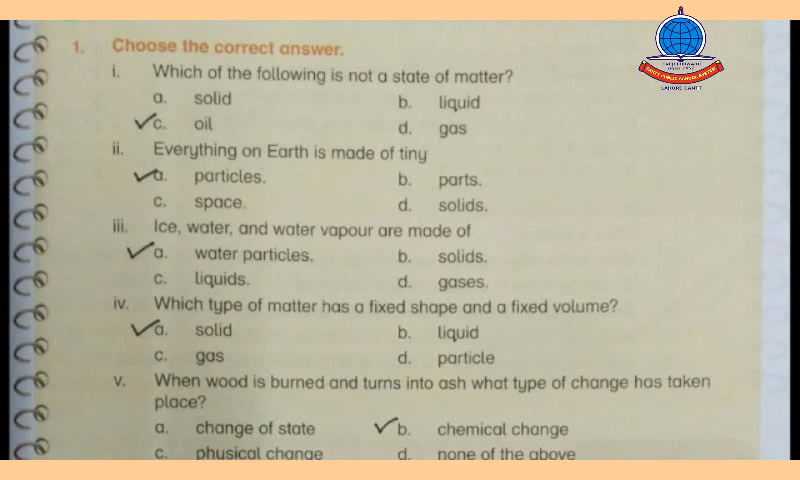 1. Choose the correct answer.
i. Which of the following is not a state of matter?
a. solid b. liquid
c. oil d. gas
ii. Everything on Earth is made of tiny
a. particles. b. parts.
c. space. d. solids.
iii. Ice, water, and water vapour are made of
a. water particles. b. solids.
c. liquids. d. gases.
iv. Which type of matter has a fixed shape and a fixed volume?
a. solid b. liquid
c. gas d. particle
v. When wood is burned and turns into ash what type of change has taken
place?
a. change of state b. chemical change
c. physical change d. none of the above
LAHORE CANTT